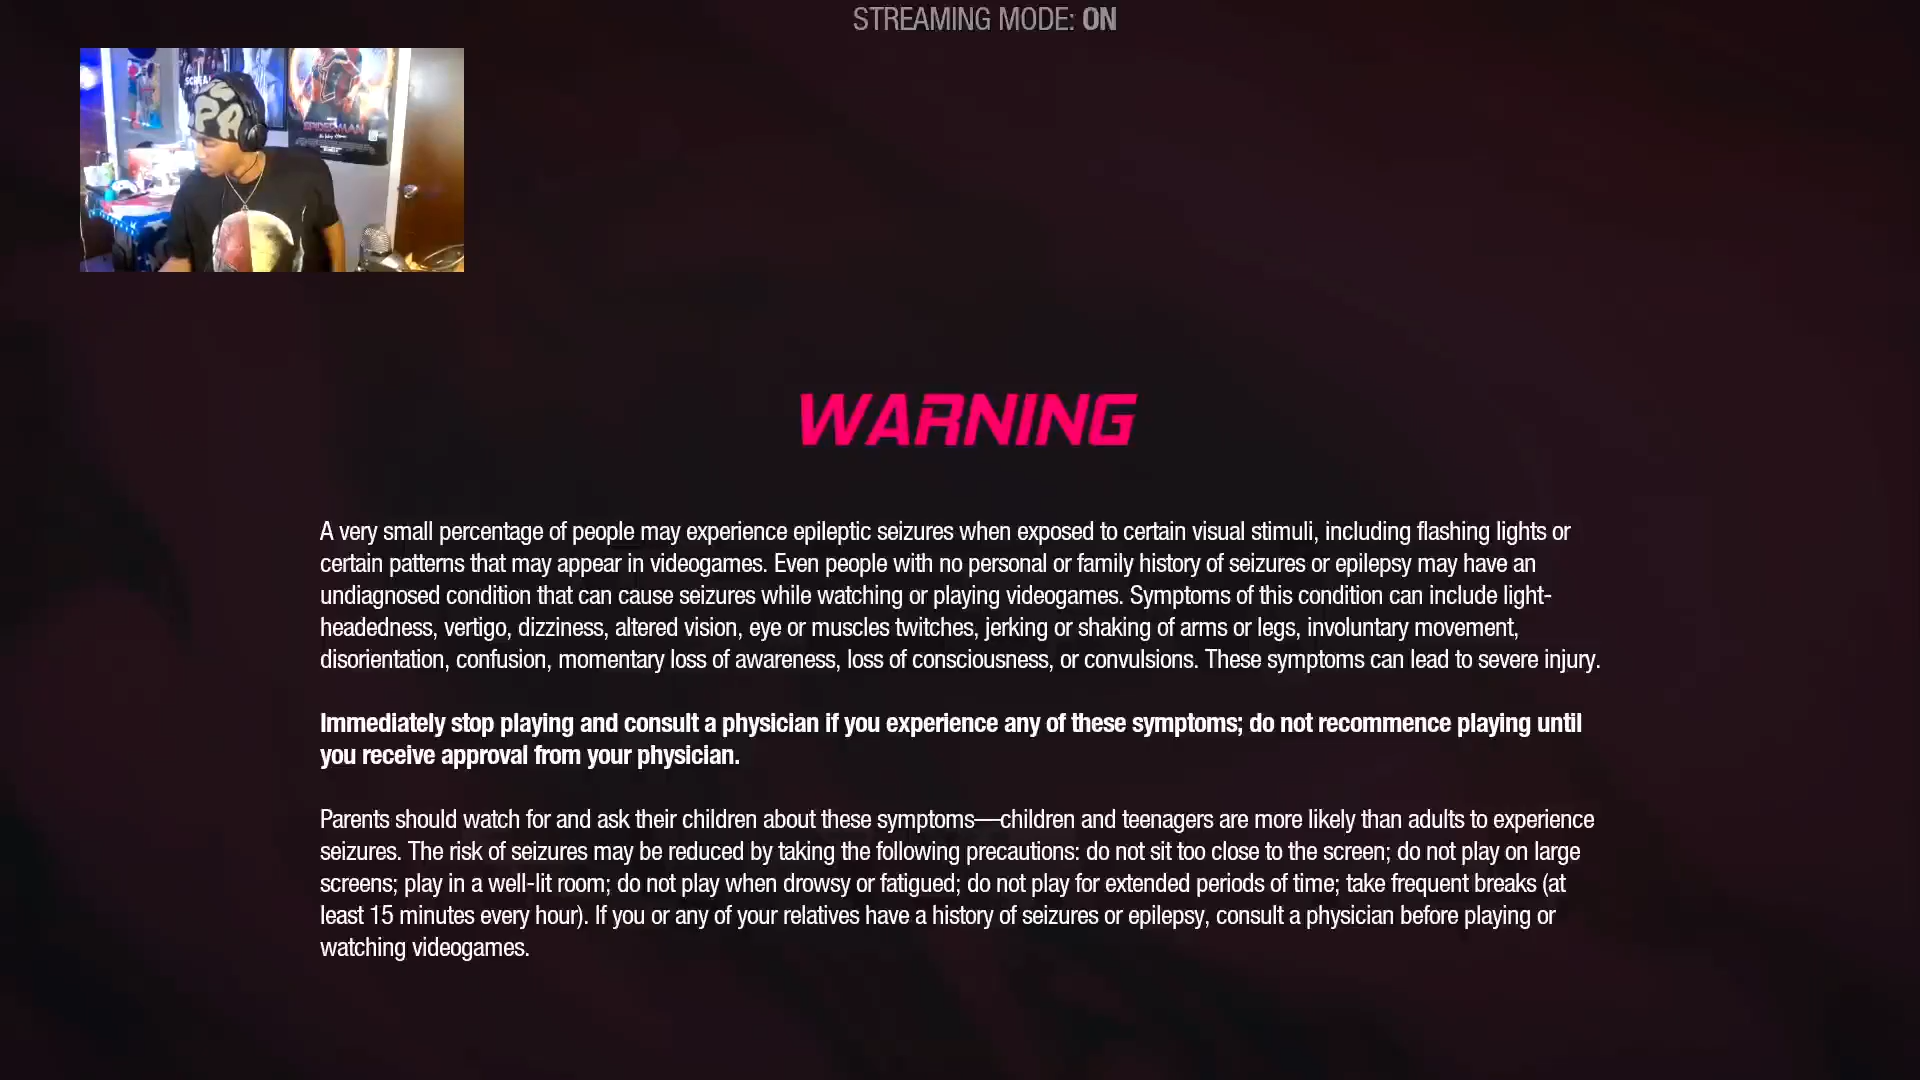 STREAMING MODE: ON
SCREA
PA
SPIDER-MAN
WARNING
A very small percentage of people may experience epileptic seizures when exposed to certain visual stimuli, including flashing lights or
certain patterns that may appear in videogames. Even people with no personal or family history of seizures or epilepsy may have an
undiagnosed condition that can cause seizures while watching or playing videogames. Symptoms of this condition can include light-
headedness, vertigo, dizziness, altered vision, eye or muscles twitches, jerking or shaking of arms or legs, involuntary movement,
disorientation, confusion, momentary loss of awareness, loss of consciousness, or convulsions. These symptoms can lead to severe injury.
Immediately stop playing and consult a physician if you experience any of these symptoms; do not recommence playing until
you receive approval from your physician.
Parents should watch for and ask their children about these symptoms—children and teenagers are more likely than adults to experience
seizures. The risk of seizures may be reduced by taking the following precautions: do not sit too close to the screen; do not play on large
screens; play in a well-lit room; do not play when drowsy or fatigued; do not play for extended periods of time; take frequent breaks (at
least 15 minutes every hour). If you or any of your relatives have a history of seizures or epilepsy, consult a physician before playing or
watching videogames.